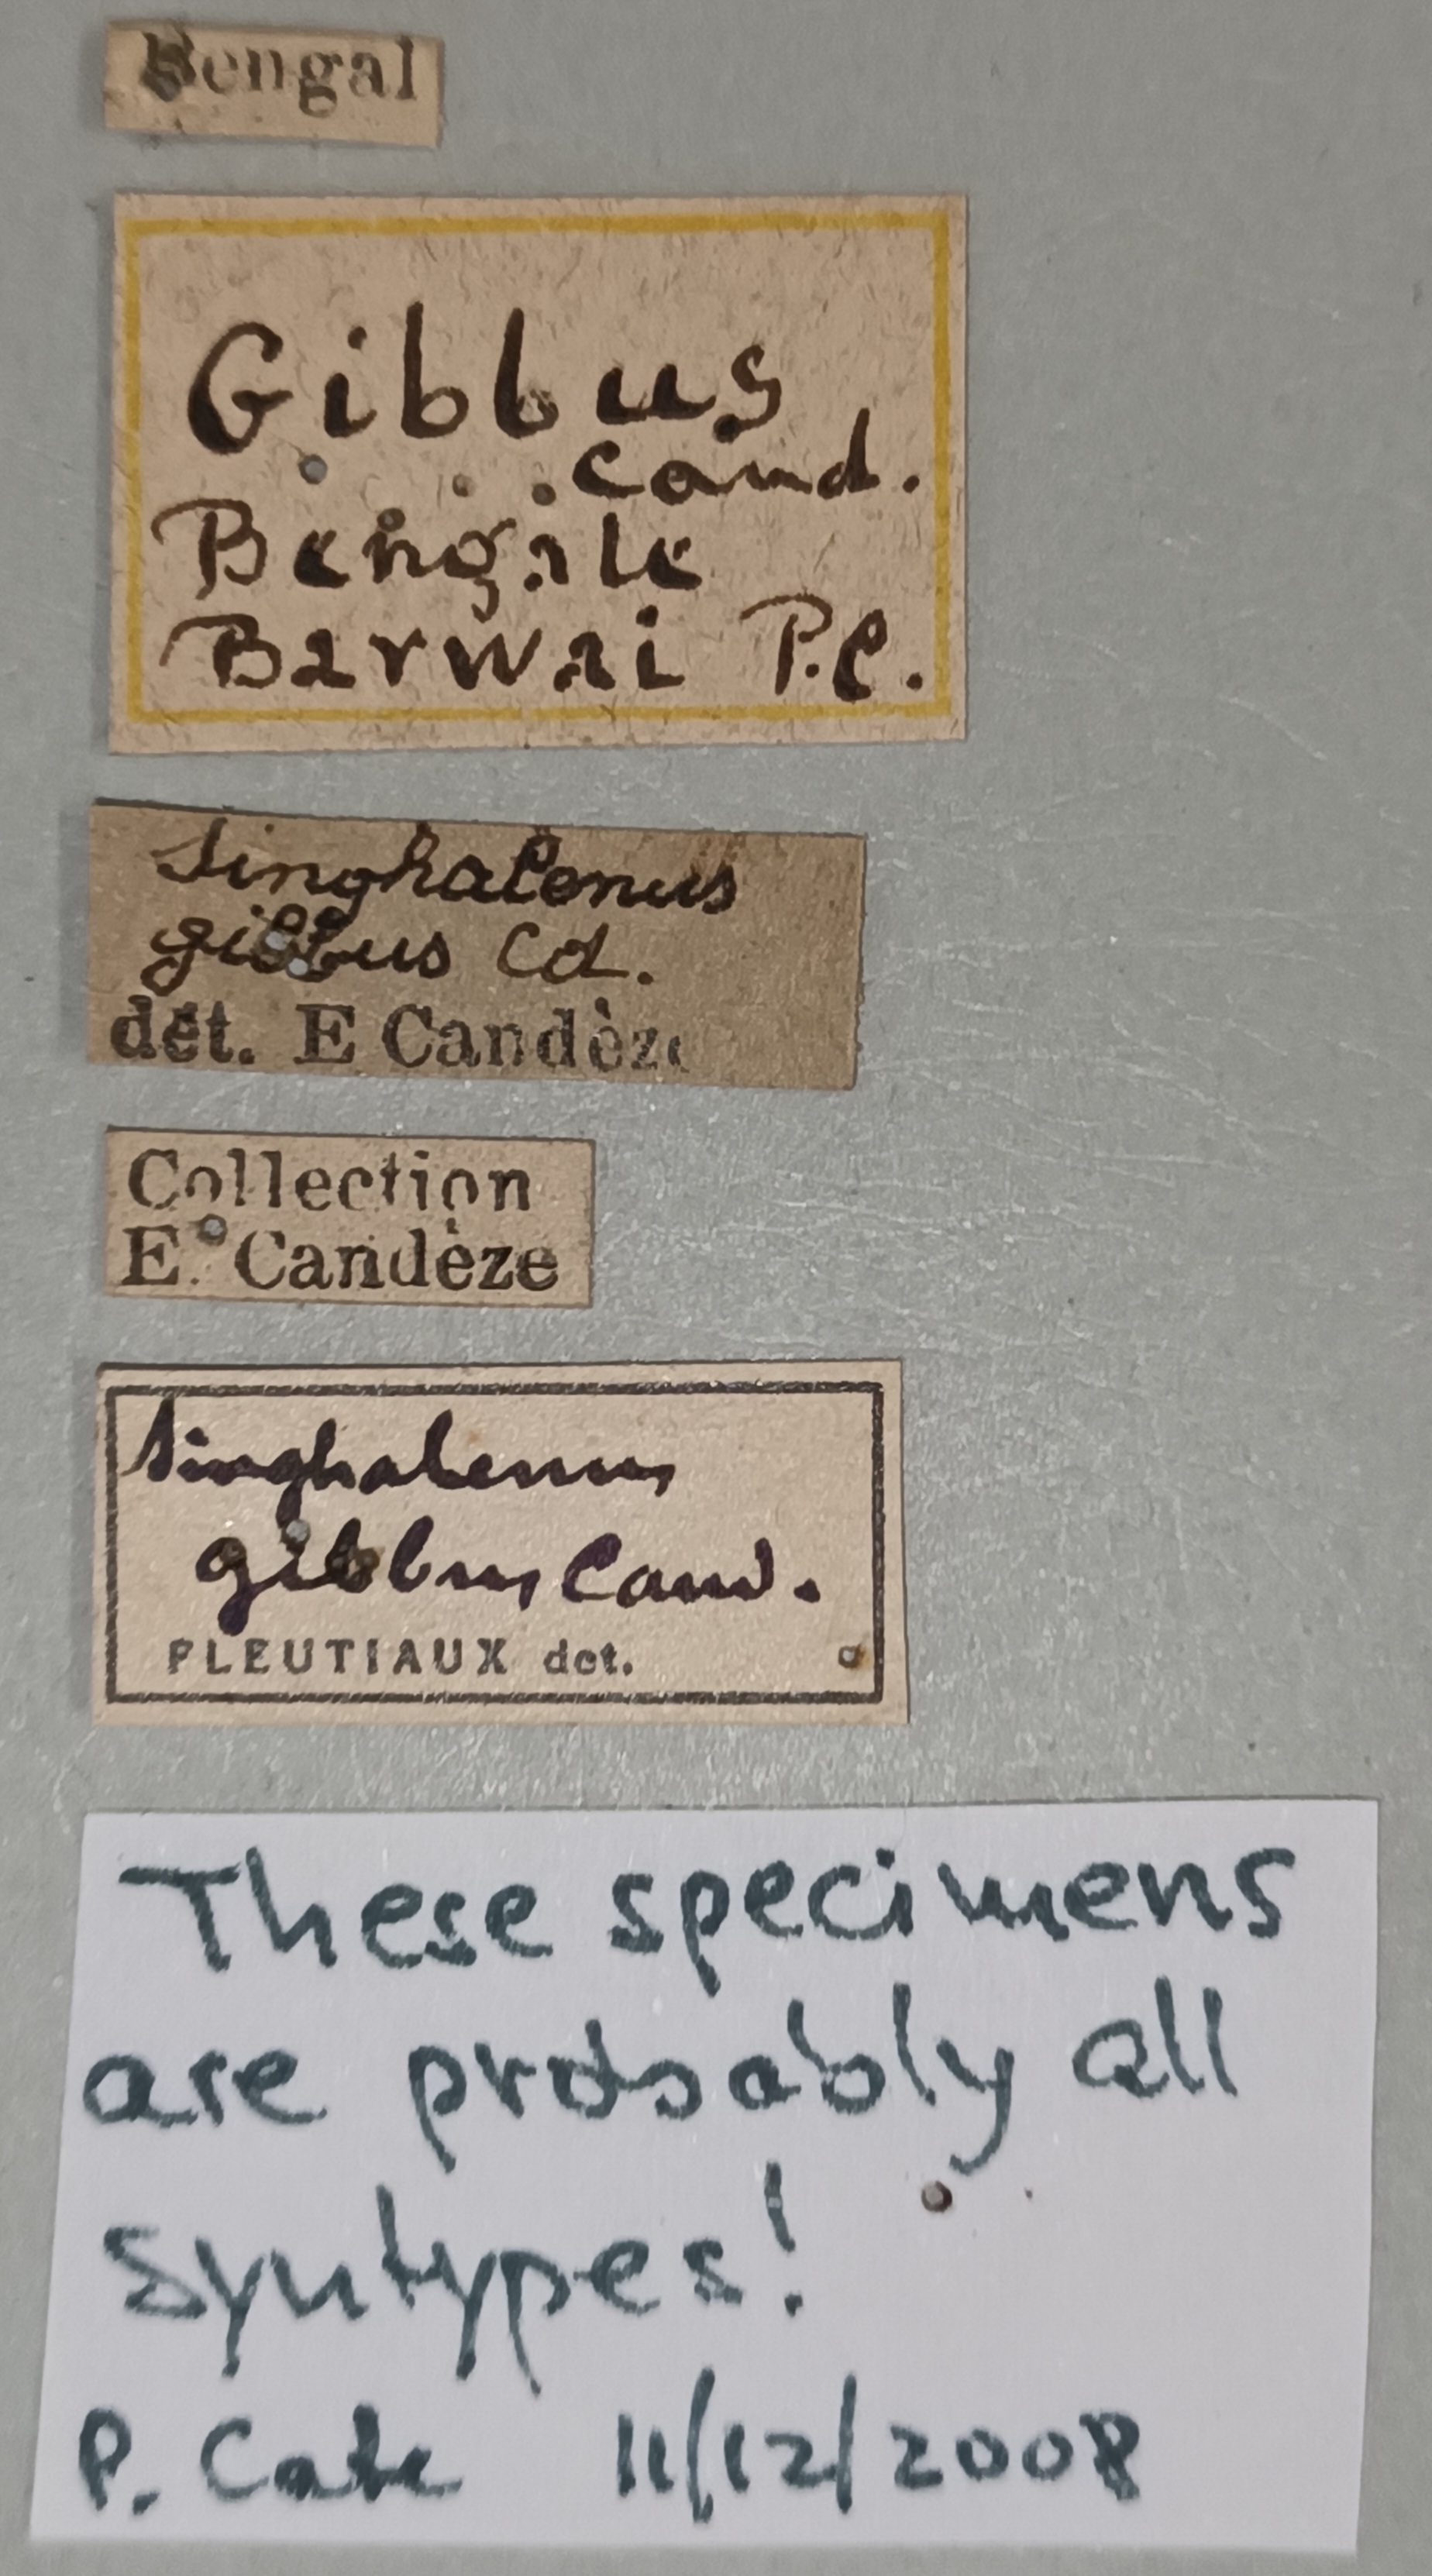 Bengal
Gibbus
Cand.
Bengale
Barwai P.C.
Singhalenus
gibbus Cd.
det. E Candèze
Collection
E. Candèze
Singhalenus
gibbus Cand.
FLEUTIAUX det.
These specimens
are probably all
syntypes!
P. Cate 11/12/2008